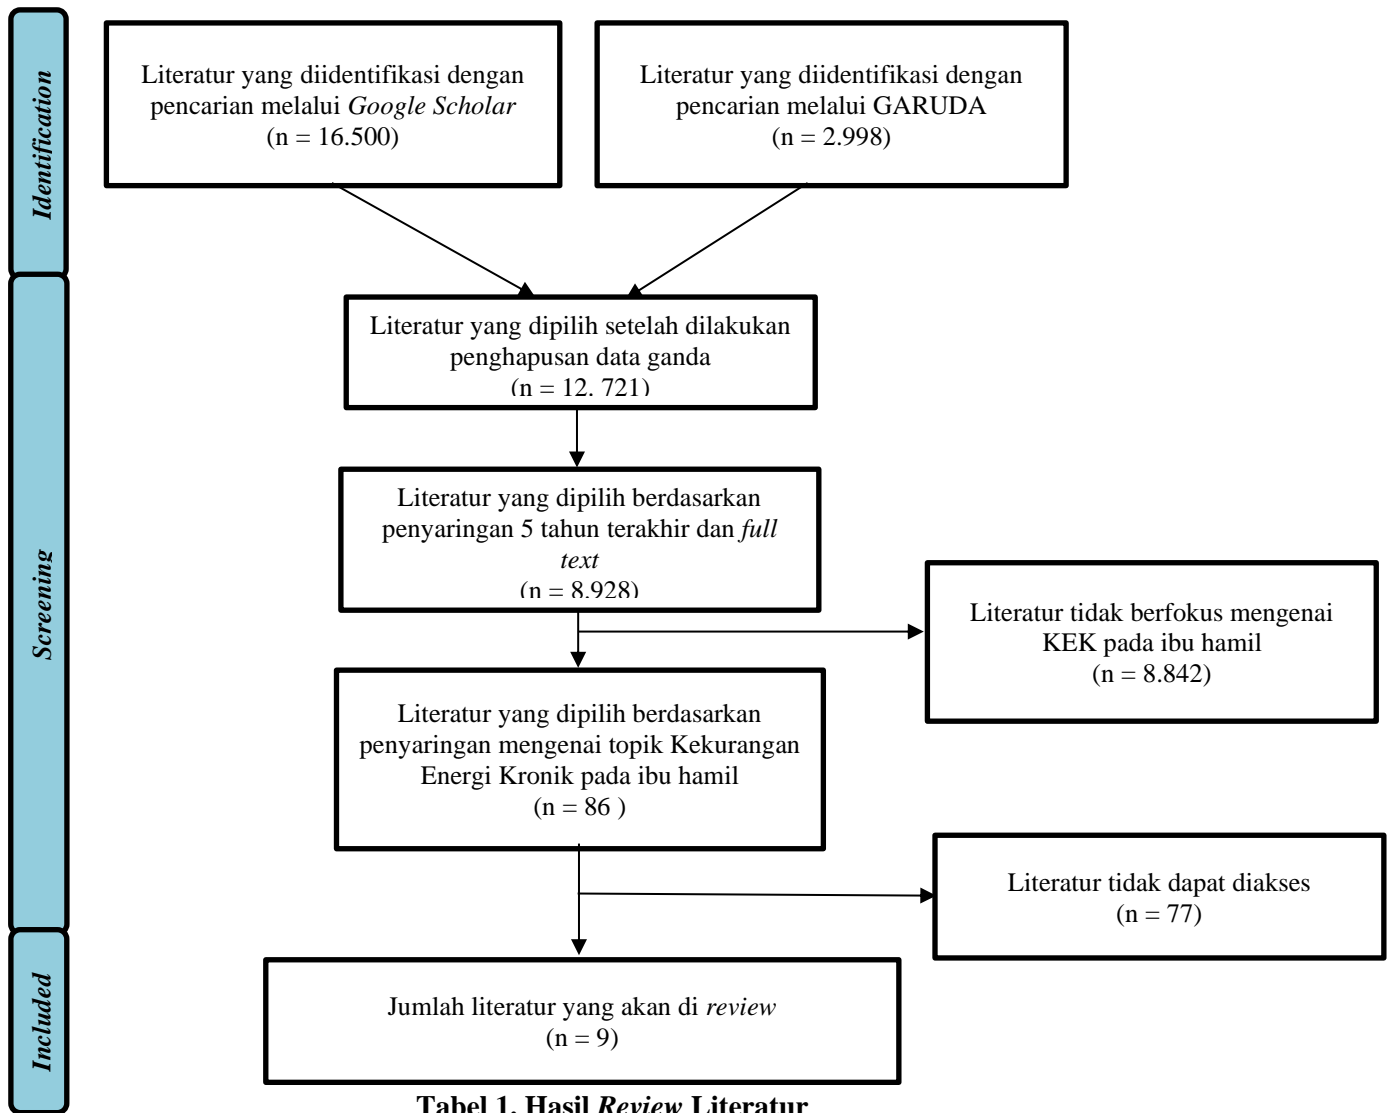 Identification
Literatur yang diidentifikasi dengan
pencarian melalui Google Scholar
(n = 16.500)
Literatur yang diidentifikasi dengan
pencarian melalui GARUDA
(n = 2.998)
Screening
Literatur yang dipilih setelah dilakukan
penghapusan data ganda
(n = 12. 721)
Literatur yang dipilih berdasarkan
penyaringan 5 tahun terakhir dan full
text
(n = 8.928)
Literatur tidak berfokus mengenai
KEK pada ibu hamil
(n = 8.842)
Literatur yang dipilih berdasarkan
penyaringan mengenai topik Kekurangan
Energi Kronik pada ibu hamil
(n = 86 )
Literatur tidak dapat diakses
(n = 77)
Included
Jumlah literatur yang akan di review
(n = 9)
Tabel 1. Hasil Review Literatur